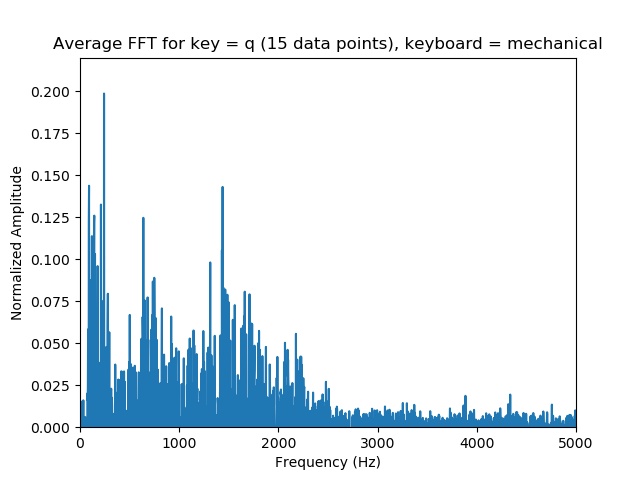 Average FFT for key = q (15 data points), keyboard = mechanical
0.200
0.175
0.150
0.125
0.100
0.075
0.050
0.025
0.000
Normalized Amplitude
0 1000 2000 3000 4000 5000
Frequency (Hz)